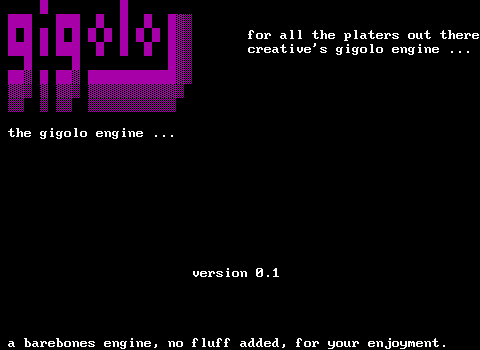 gigolo
for all the platers out there
creative's gigolo engine ...
the gigolo engine ...
version 0.1
a barebones engine, no fluff added, for your enjoyment.